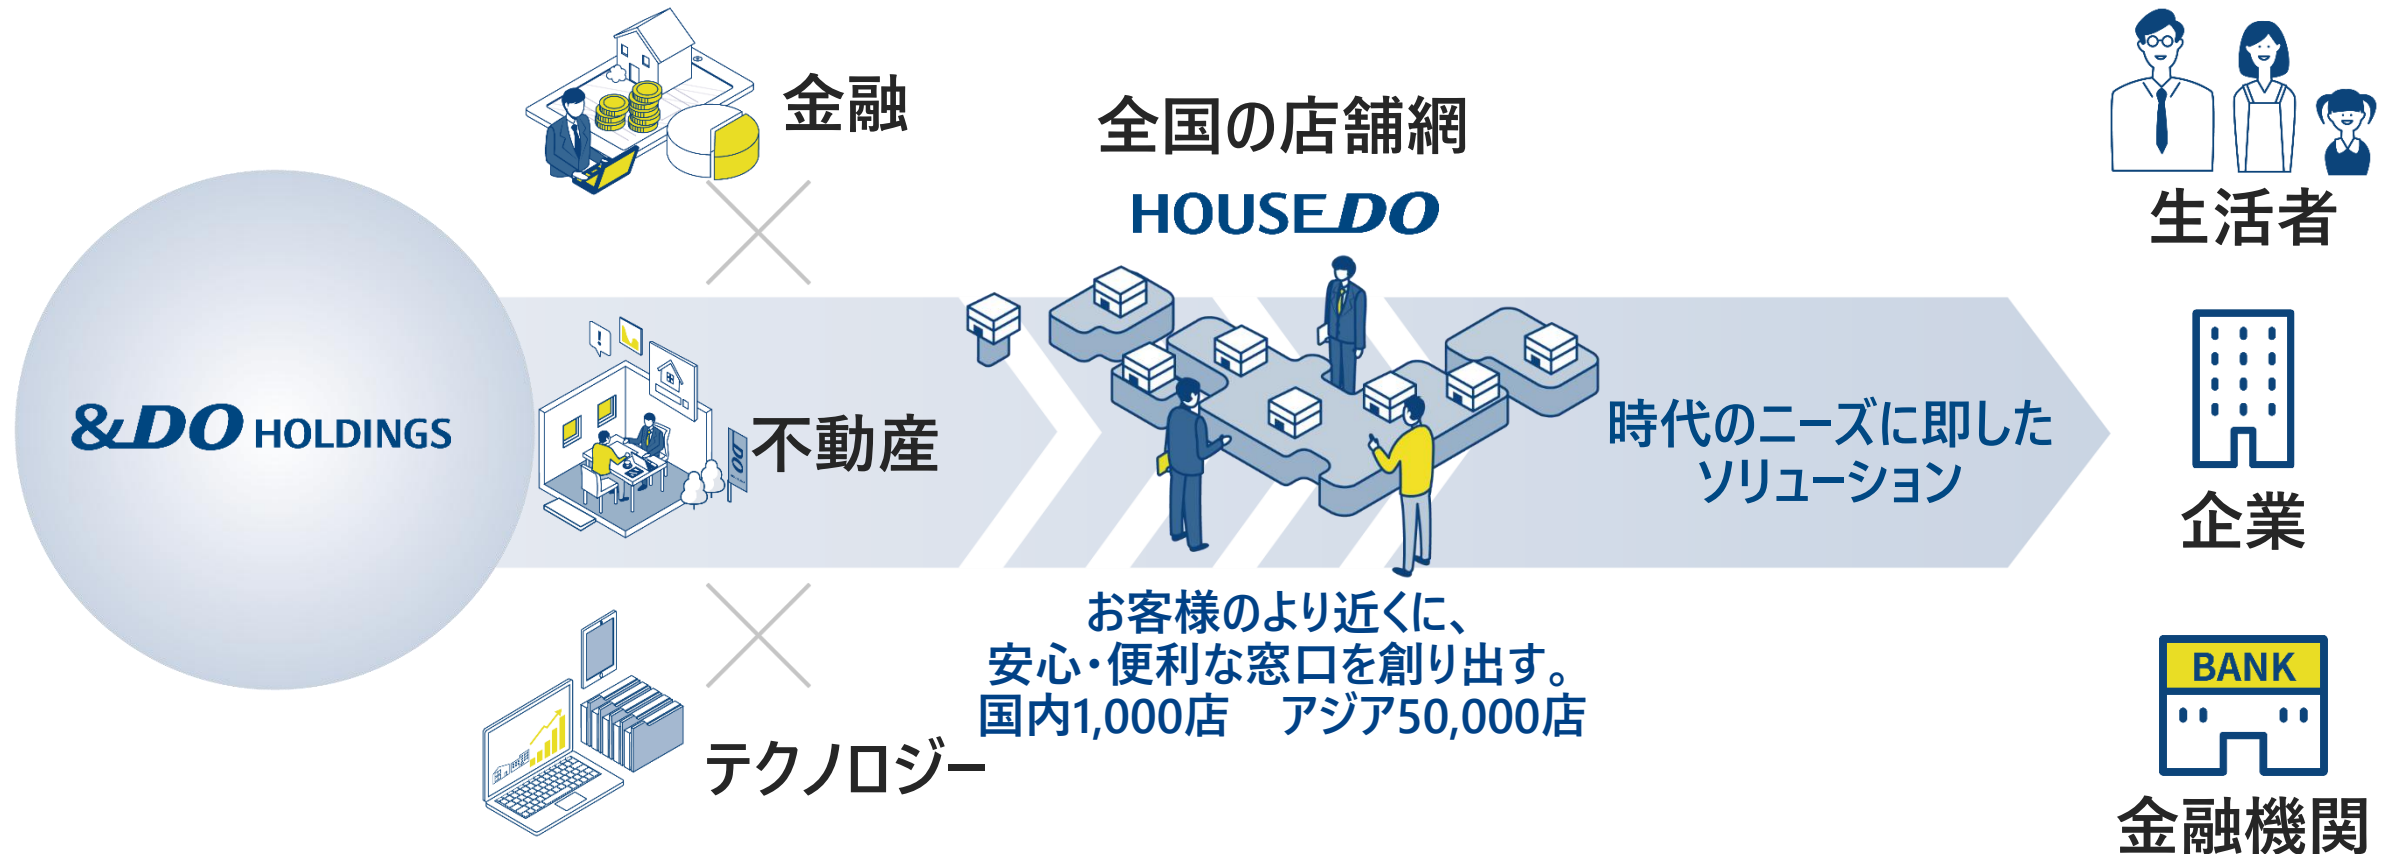 &DO HOLDINGS
金融
不動産
DO
テクノロジー
全国の店舗網
HOUSEDO
お客様のより近くに、
安心・便利な窓口を創り出す。
国内1,000店　アジア50,000店
時代のニーズに即した
ソリューション
生活者
企業
BANK
金融機関